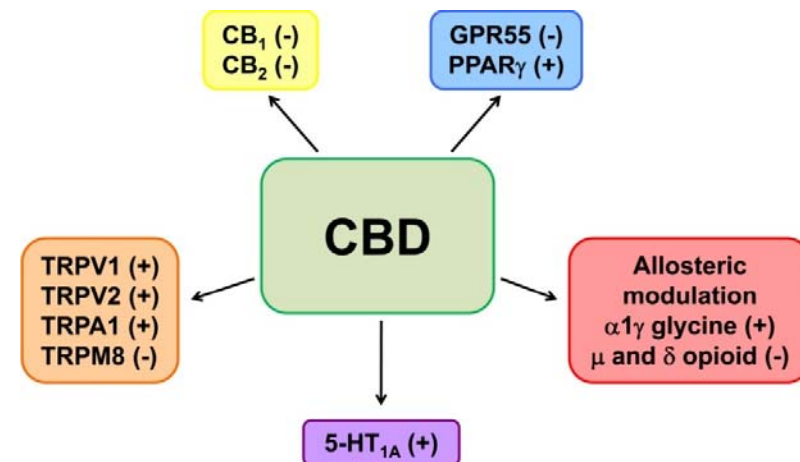 CB₁ (-)
CB₂ (-)
GPR55 (-)
PPARγ (+)
CBD
TRPV1 (+)
TRPV2 (+)
TRPA1 (+)
TRPM8 (-)
Allosteric
modulation
α1γ glycine (+)
μ and δ opioid (-)
5-HT₁ₐ (+)